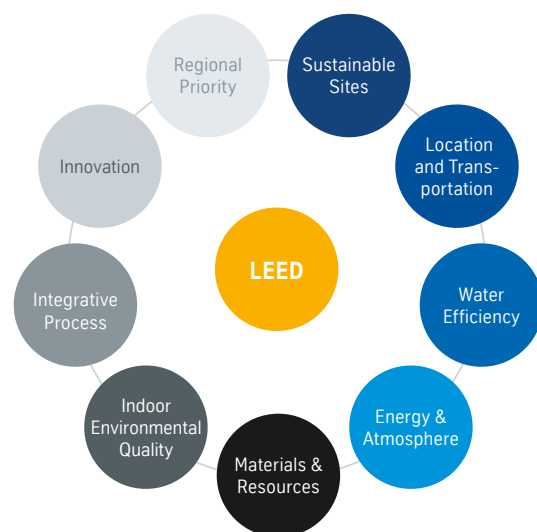 Regional
Priority
Sustainable
Sites
Location
and Trans-
portation
Water
Efficiency
Energy &
Atmosphere
Materials &
Resources
Indoor
Environmental
Quality
Integrative
Process
Innovation
LEED